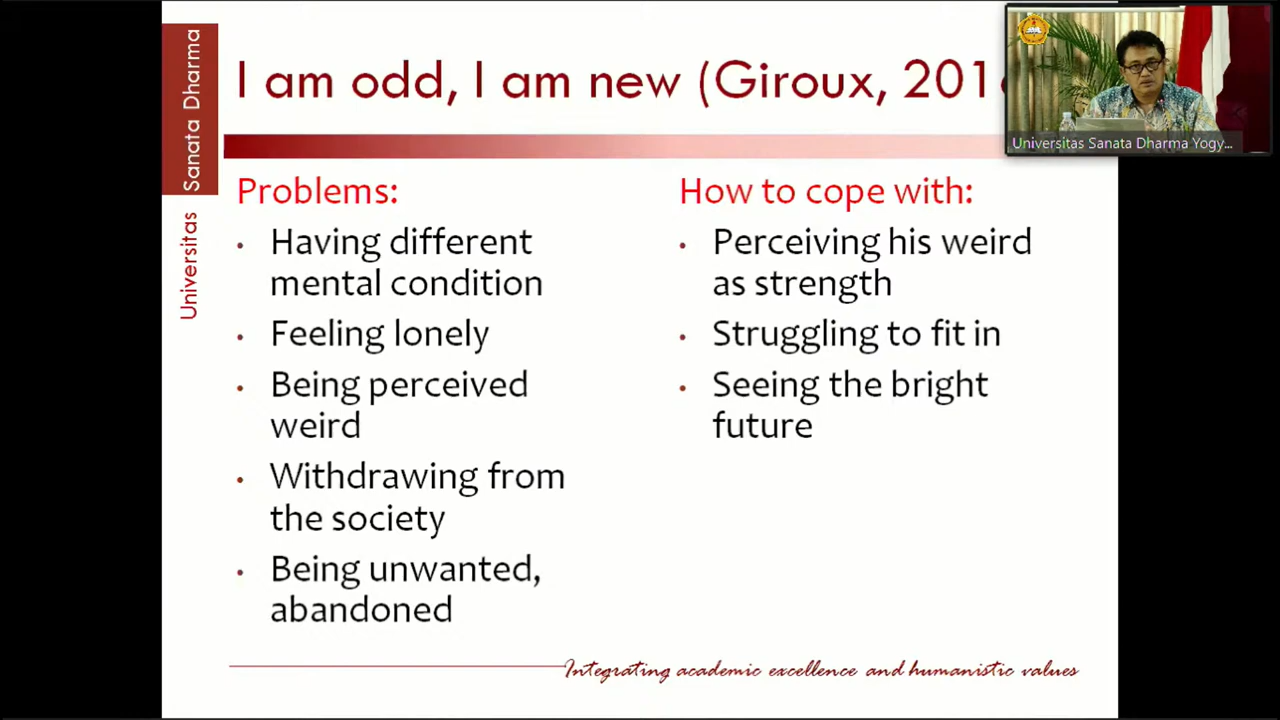 Universitas Sanata Dharma
I am odd, I am new (Giroux, 201
Universitas Sanata Dharma Yogy...
Problems:
• Having different
mental condition
• Feeling lonely
• Being perceived
weird
• Withdrawing from
the society
• Being unwanted,
abandoned
How to cope with:
• Perceiving his weird
as strength
• Struggling to fit in
• Seeing the bright
future
Integrating academic excellence and humanistic values